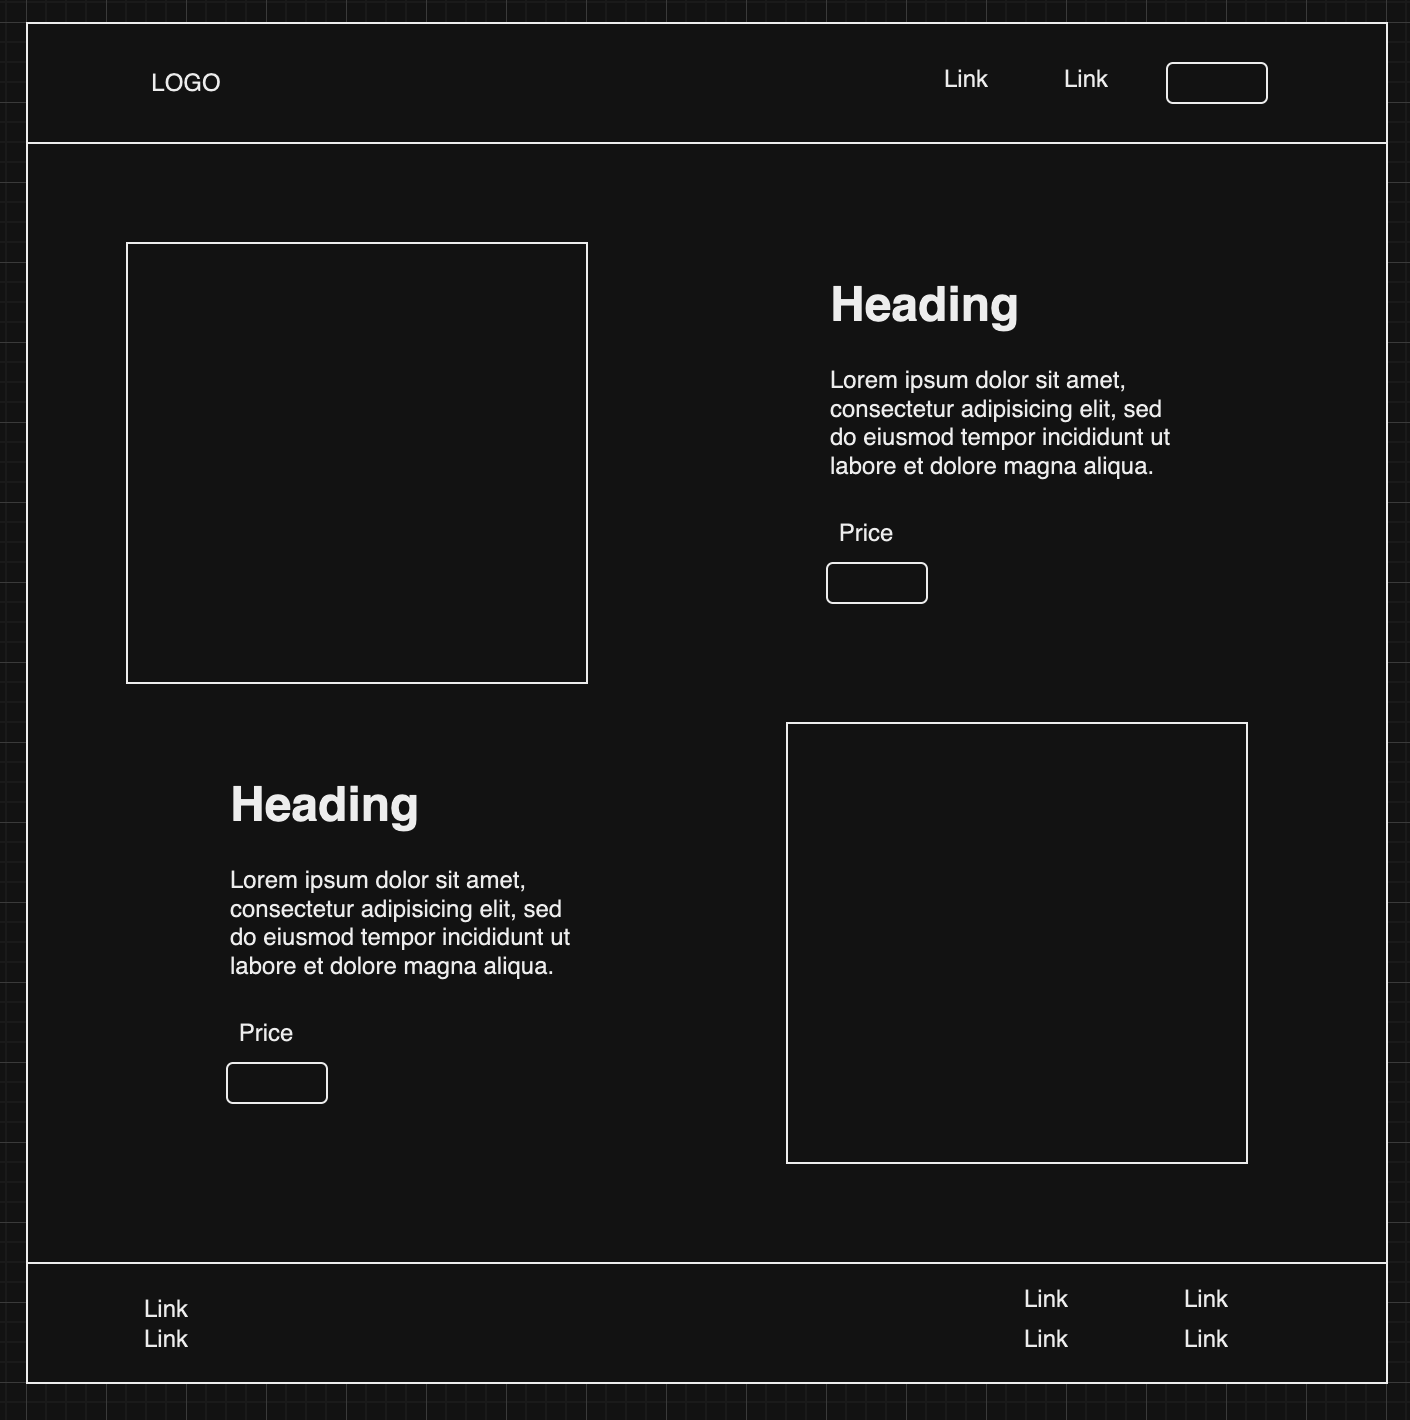 LOGO
Link
Link
Heading
Lorem ipsum dolor sit amet,
consectetur adipisicing elit, sed
do eiusmod tempor incididunt ut
labore et dolore magna aliqua.
Price
Heading
Lorem ipsum dolor sit amet,
consectetur adipisicing elit, sed
do eiusmod tempor incididunt ut
labore et dolore magna aliqua.
Price
Link
Link
Link
Link
Link
Link